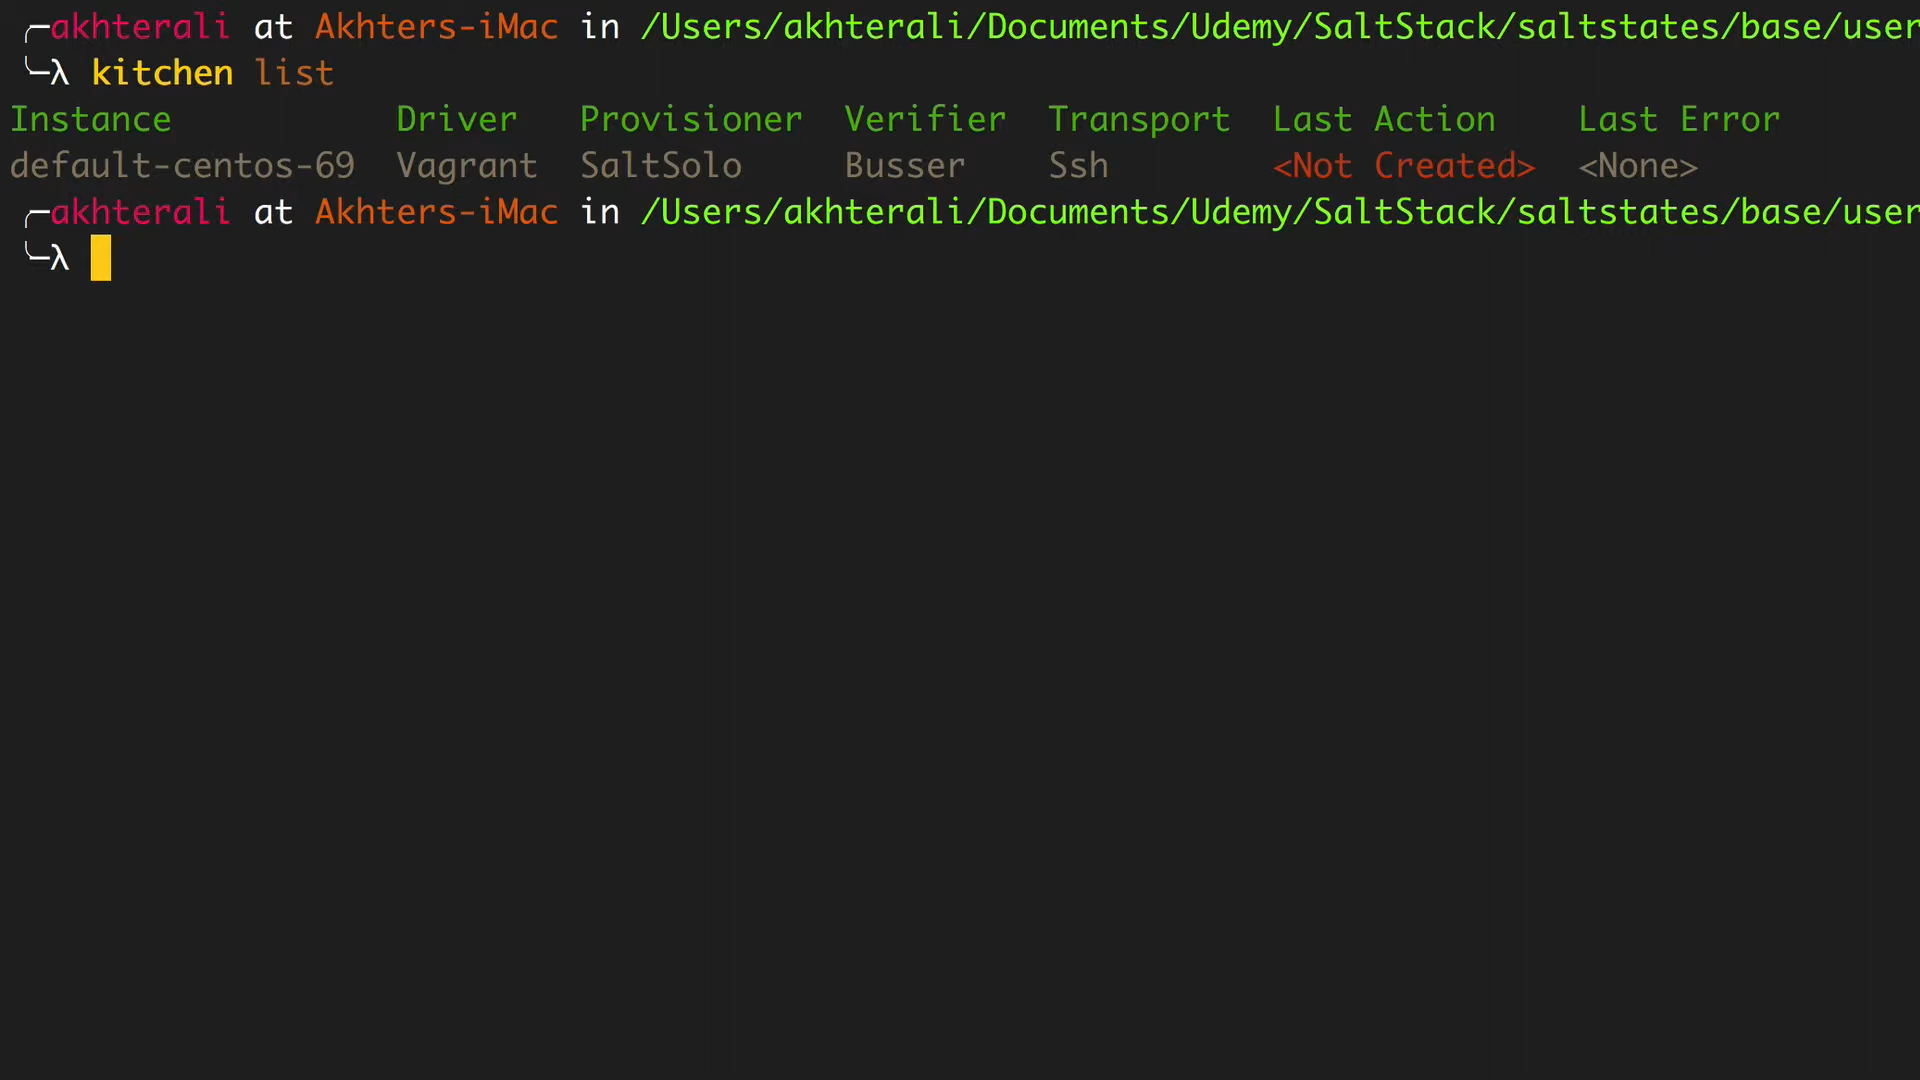 ╭─akhterali at Akhters-iMac in /Users/akhterali/Documents/Udemy/SaltStack/saltstates/base/user
╰─λ kitchen list
Instance Driver Provisioner Verifier Transport Last Action Last Error
default-centos-69 Vagrant SaltSolo Busser Ssh <Not Created> <None>
╭─akhterali at Akhters-iMac in /Users/akhterali/Documents/Udemy/SaltStack/saltstates/base/user
╰─λ